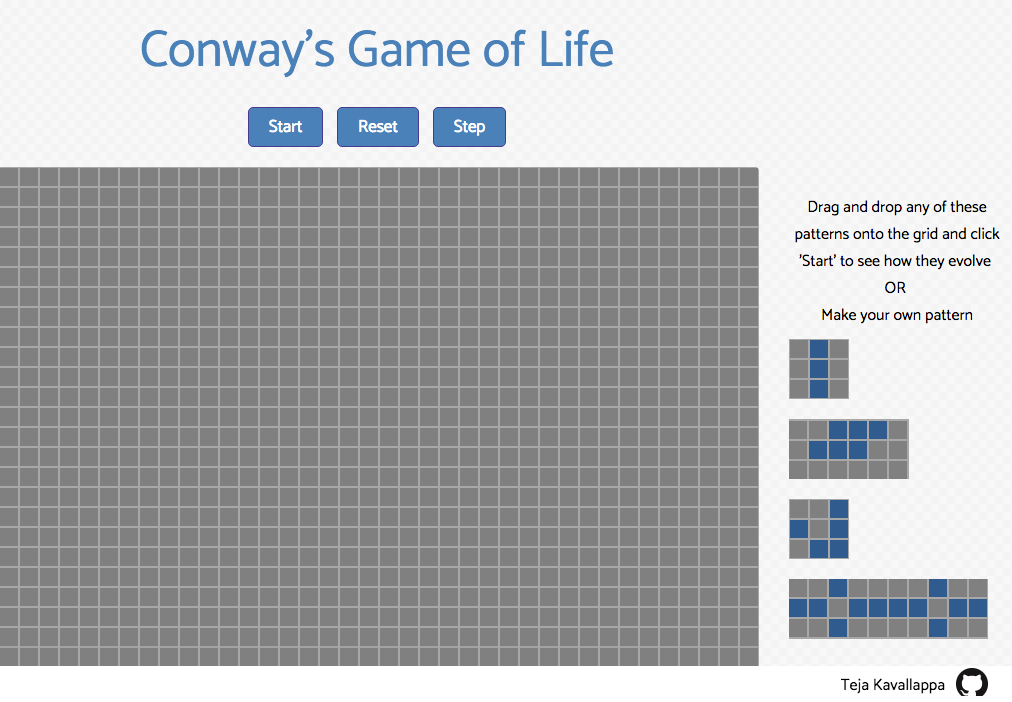 Conway's Game of Life
Start Reset Step
Drag and drop any of these
patterns onto the grid and click
'Start' to see how they evolve
OR
Make your own pattern
Teja Kavallappa